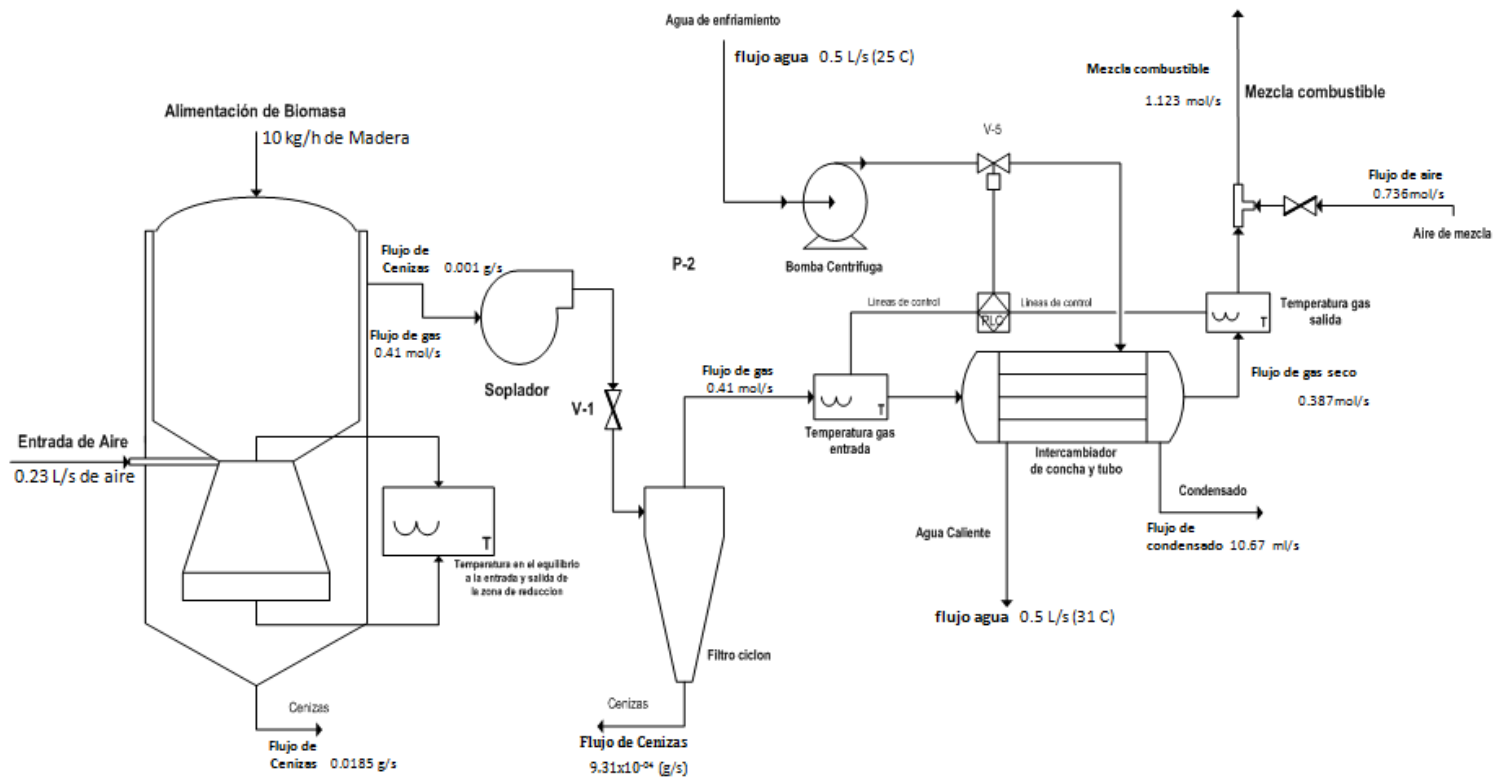 Agua de enfriamiento
flujo agua 0.5 L/s (25 C)
Mezcla combustible
1.123 mol/s
Mezcla combustible
Alimentación de Biomasa
10 kg/h de Madera
V-5
Flujo de aire
0.736mol/s
Aire de mezcla
Flujo de
Cenizas 0.001 g/s
P-2
Bomba Centrifuga
Lineas de control
PLC
Lineas de control
T
Temperatura gas
salida
Flujo de gas
0.41 mol/s
Soplador
V-1
Flujo de gas
0.41 mol/s
T
Temperatura gas
entrada
Flujo de gas seco
0.387mol/s
Entrada de Aire
0.23 L/s de aire
Intercambiador
de concha y tubo
Condensado
Flujo de
condensado 10.67 ml/s
Agua Caliente
flujo agua 0.5 L/s (31 C)
T
Temperatura en el equilibrio
a la entrada y salida de
la zona de reduccion
Filtro ciclon
Cenizas
Flujo de
Cenizas 0.0185 g/s
Cenizas
Flujo de Cenizas
9.31x10⁻⁰⁴ (g/s)